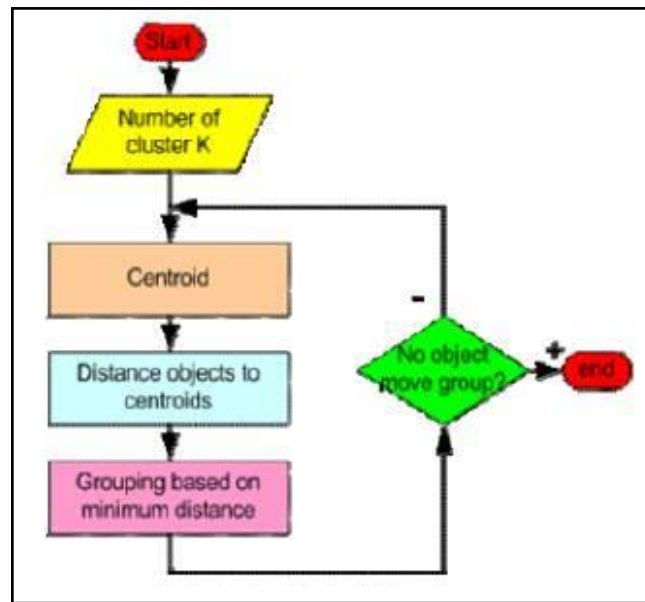 Start
Number of
cluster K
Centroid
Distance objects to
centroids
Grouping based on
minimum distance
-
No object
move group?
+
end